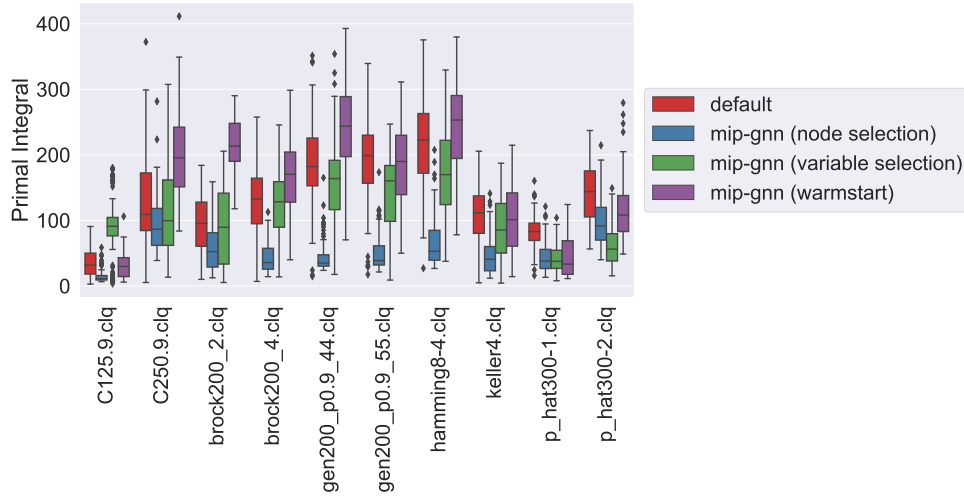 400
300
200
100
0
Primal Integral
C125.9.clq
C250.9.clq
brock200_2.clq
brock200_4.clq
gen200_p0.9_44.clq
gen200_p0.9_55.clq
hamming8-4.clq
keller4.clq
p_hat300-1.clq
p_hat300-2.clq
default
mip-gnn (node selection)
mip-gnn (variable selection)
mip-gnn (warmstart)